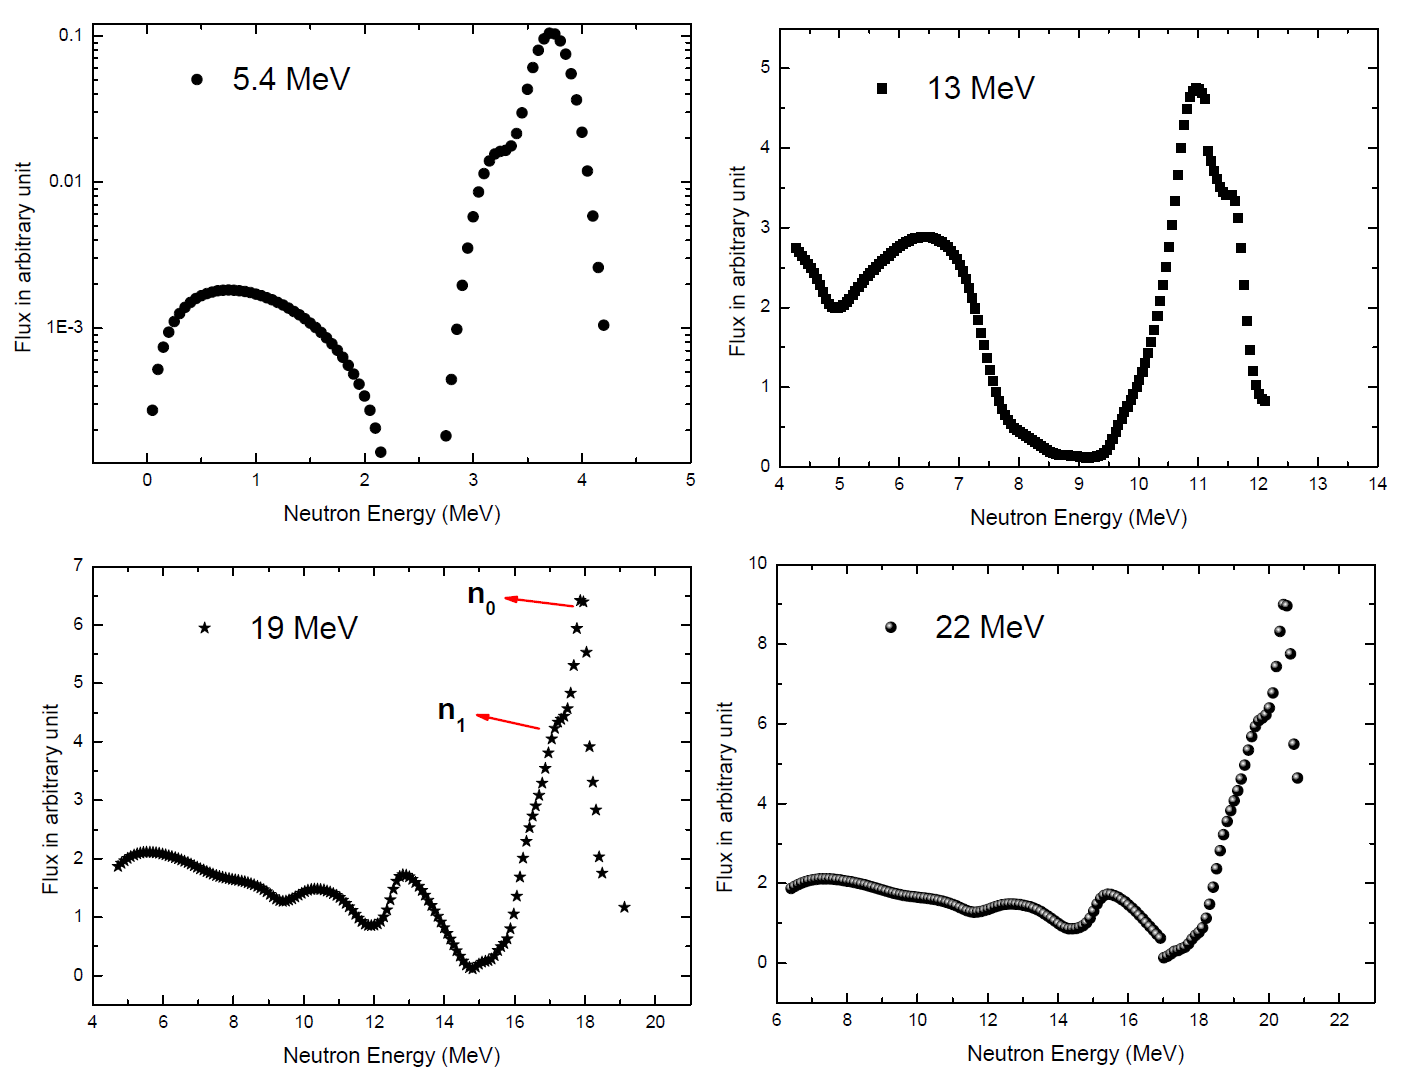 5.4 MeV
0.1
0.01
1E-3
Flux in arbitrary unit
0 1 2 3 4 5
Neutron Energy (MeV)
13 MeV
5
4
3
2
1
0
Flux in arbitrary unit
4 5 6 7 8 9 10 11 12 13 14
Neutron Energy (MeV)
19 MeV
n0
n1
7
6
5
4
3
2
1
0
Flux in arbitrary unit
4 6 8 10 12 14 16 18 20
Neutron Energy (MeV)
22 MeV
10
8
6
4
2
0
Flux in arbitrary unit
6 8 10 12 14 16 18 20 22
Neutron Energy (MeV)